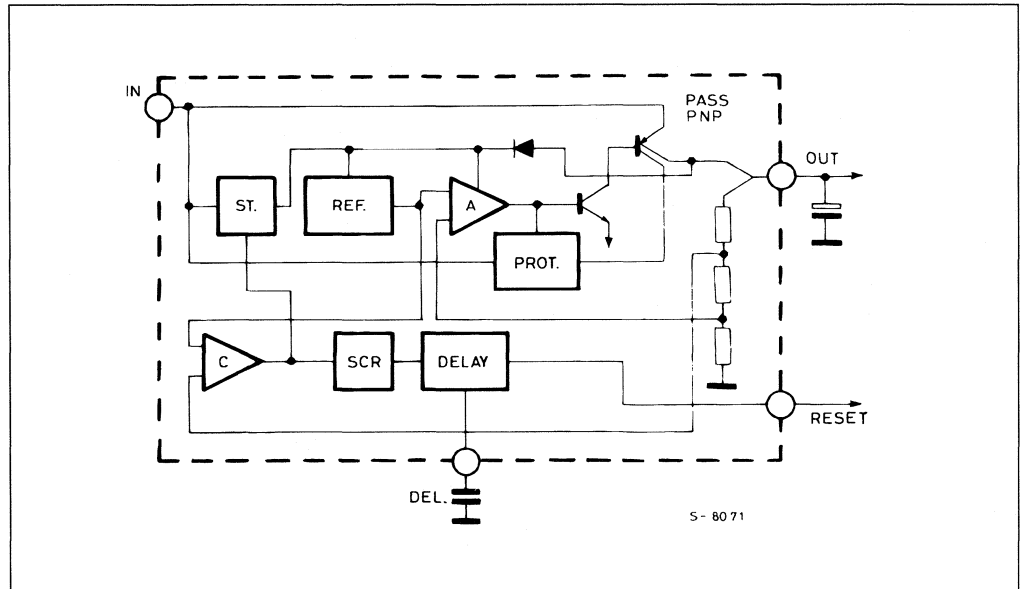 IN
PASS
PNP
OUT
ST.
REF.
A
PROT.
C
SCR
DELAY
RESET
DEL.
S-8071